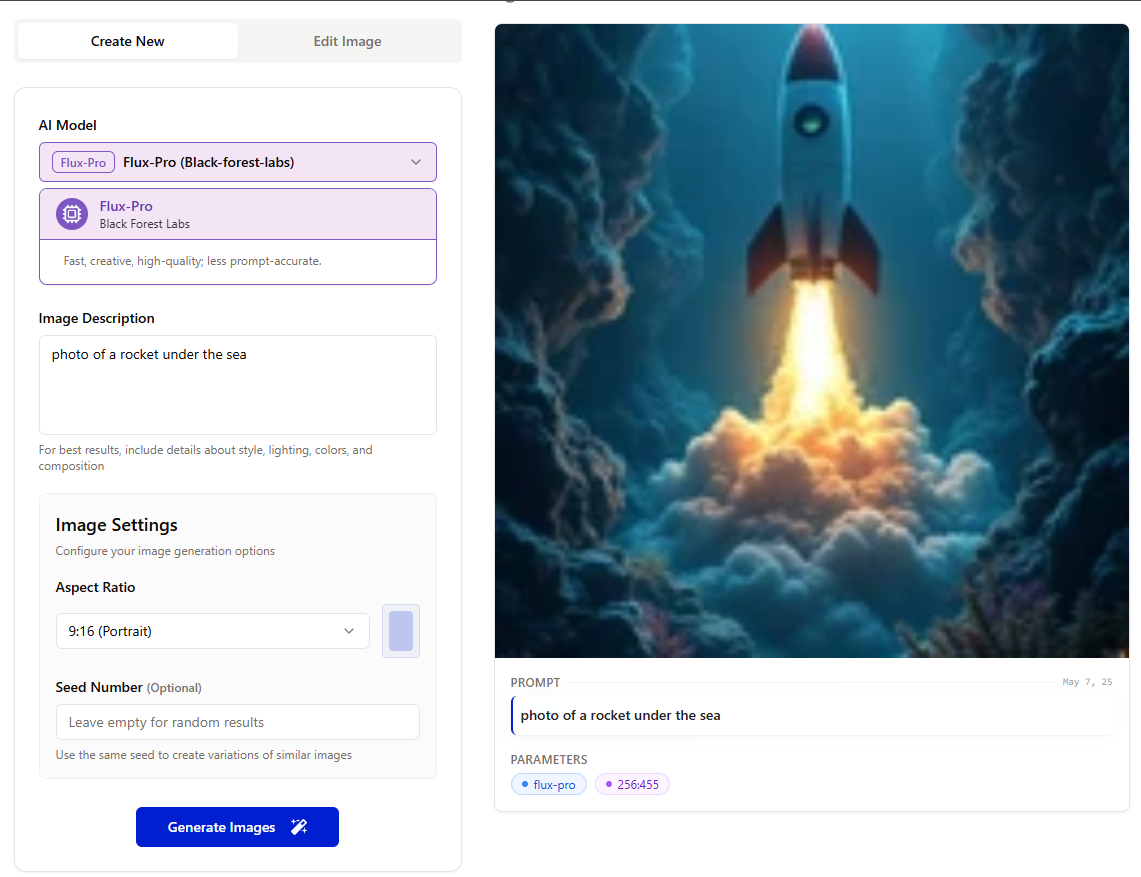 Create New
Edit Image
AI Model
Flux-Pro Flux-Pro (Black-forest-labs)
Flux-Pro
Black Forest Labs
Fast, creative, high-quality; less prompt-accurate.
Image Description
photo of a rocket under the sea
For best results, include details about style, lighting, colors, and
composition
Image Settings
Configure your image generation options
Aspect Ratio
9:16 (Portrait)
Seed Number (Optional)
Leave empty for random results
Use the same seed to create variations of similar images
Generate Images
PROMPT
May 7, 25
photo of a rocket under the sea
PARAMETERS
flux-pro
256:455